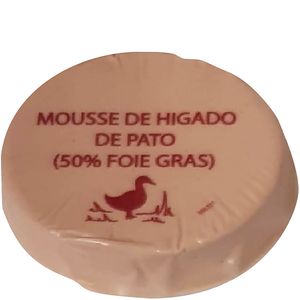 MOUSSE DE HIGADO
DE PATO
(50% FOIE GRAS)